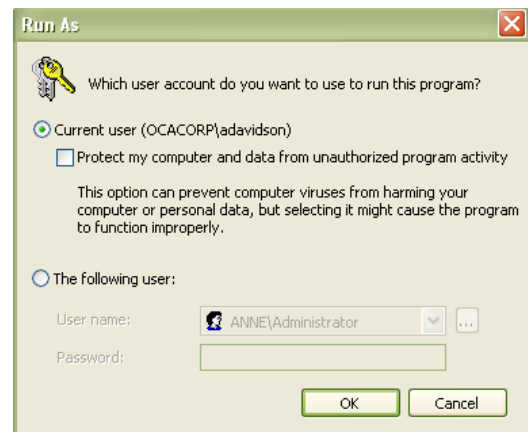 Run As
Which user account do you want to use to run this program?
Current user (OCACORP\adavidson)
Protect my computer and data from unauthorized program activity
This option can prevent computer viruses from harming your
computer or personal data, but selecting it might cause the program
to function improperly.
The following user:
User name:
ANNE\Administrator
...
Password:
OK
Cancel